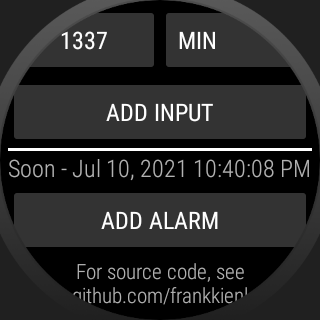 1337 MIN
ADD INPUT
Soon - Jul 10, 2021 10:40:08 PM
ADD ALARM
For source code, see